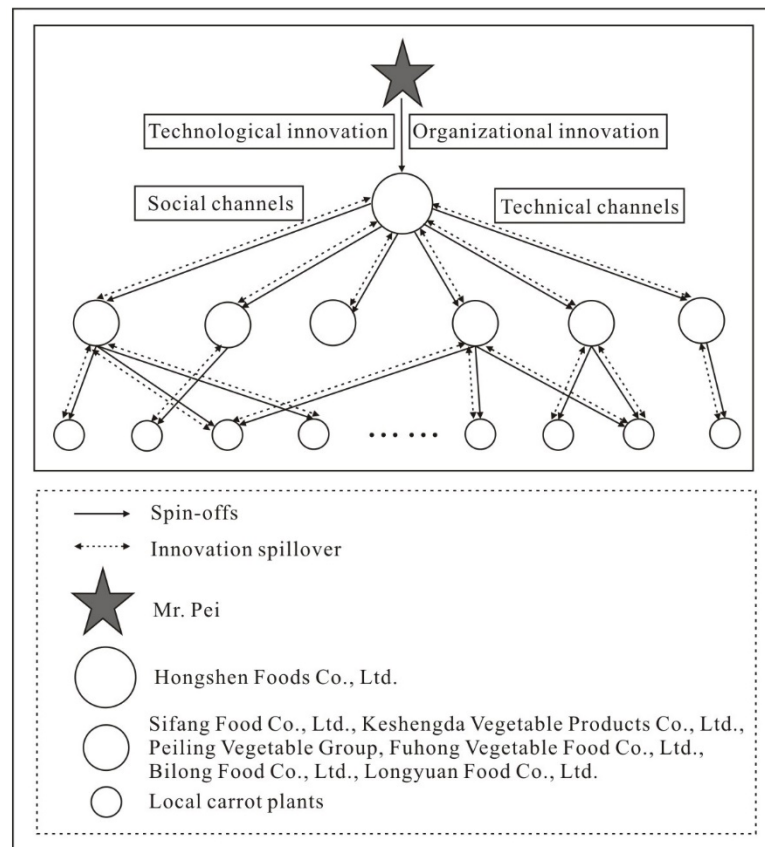 Technological innovation
Organizational innovation
Social channels
Technical channels
... ...
Spin-offs
Innovation spillover
Mr. Pei
Hongshen Foods Co., Ltd.
Sifang Food Co., Ltd., Keshengda Vegetable Products Co., Ltd.,
Peiling Vegetable Group, Fuhong Vegetable Food Co., Ltd.,
Bilong Food Co., Ltd., Longyuan Food Co., Ltd.
Local carrot plants